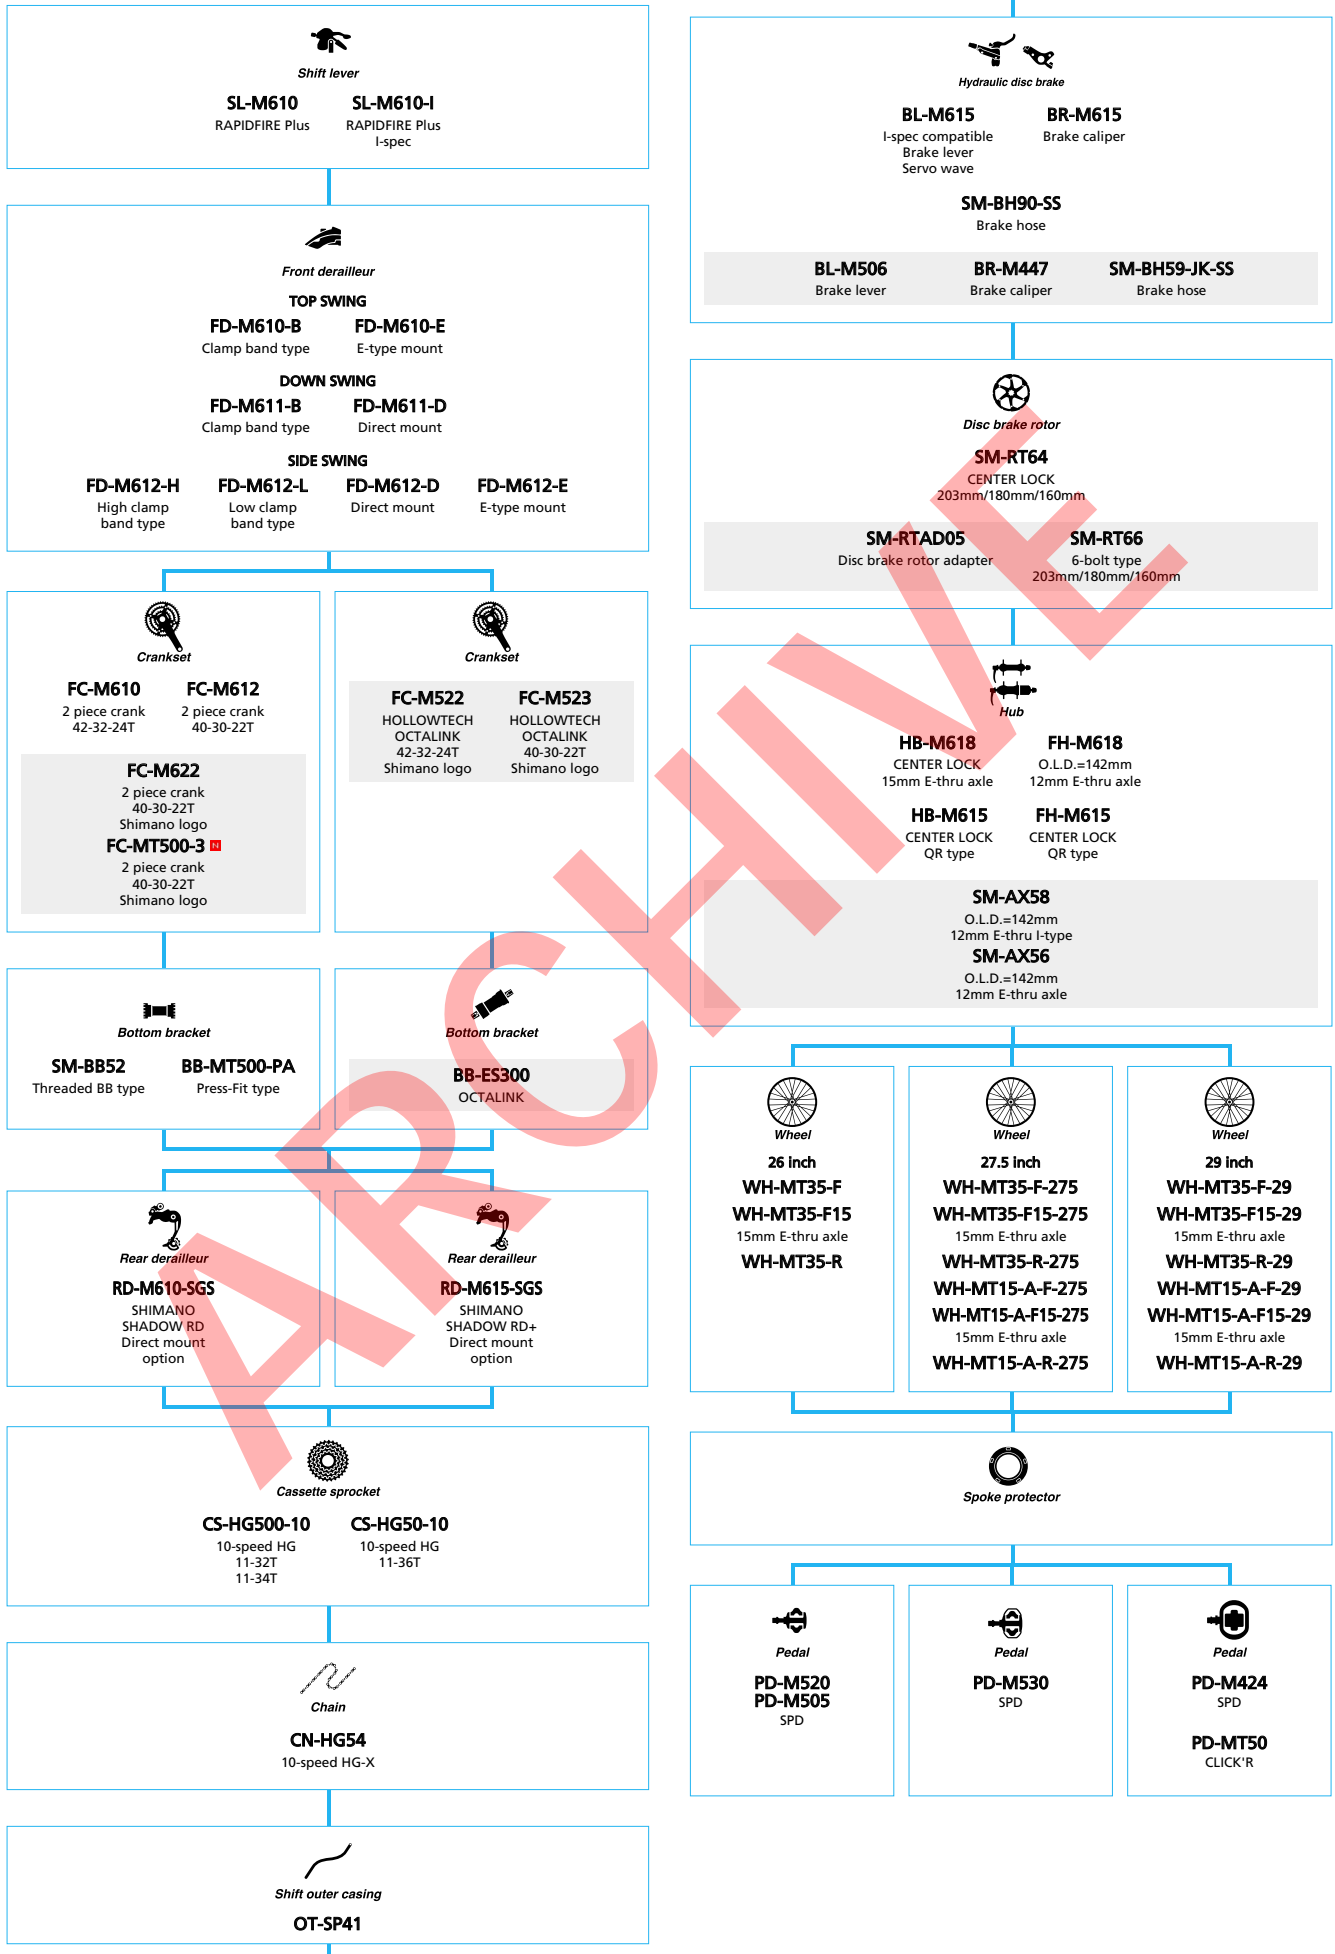 Shift lever
SL-M610 SL-M610-I
RAPIDFIRE Plus RAPIDFIRE Plus
I-spec
Front derailleur
TOP SWING
FD-M610-B FD-M610-E
Clamp band type E-type mount
DOWN SWING
FD-M611-B FD-M611-D
Clamp band type Direct mount
SIDE SWING
FD-M612-H FD-M612-L FD-M612-D FD-M612-E
High clamp Low clamp Direct mount E-type mount
band type band type
Crankset
FC-M610 FC-M612
2 piece crank 2 piece crank
42-32-24T 40-30-22T
FC-M622
2 piece crank
40-30-22T
Shimano logo
FC-MT500-3 N
2 piece crank
40-30-22T
Shimano logo
Crankset
FC-M522 FC-M523
HOLLOWTECH HOLLOWTECH
OCTALINK OCTALINK
42-32-24T 40-30-22T
Shimano logo Shimano logo
Bottom bracket
SM-BB52 BB-MT500-PA
Threaded BB type Press-Fit type
Bottom bracket
BB-ES300
OCTALINK
Rear derailleur
RD-M610-SGS
SHIMANO
SHADOW RD
Direct mount
option
Rear derailleur
RD-M615-SGS
SHIMANO
SHADOW RD+
Direct mount
option
Cassette sprocket
CS-HG500-10 CS-HG50-10
10-speed HG 10-speed HG
11-32T 11-36T
11-34T
Chain
CN-HG54
10-speed HG-X
Shift outer casing
OT-SP41
Hydraulic disc brake
BL-M615 BR-M615
I-spec compatible Brake caliper
Brake lever
Servo wave
SM-BH90-SS
Brake hose
BL-M506 BR-M447 SM-BH59-JK-SS
Brake lever Brake caliper Brake hose
Disc brake rotor
SM-RT64
CENTER LOCK
203mm/180mm/160mm
SM-RTAD05 SM-RT66
Disc brake rotor adapter 6-bolt type
203mm/180mm/160mm
Hub
HB-M618 FH-M618
CENTER LOCK O.L.D.=142mm
15mm E-thru axle 12mm E-thru axle
HB-M615 FH-M615
CENTER LOCK CENTER LOCK
QR type QR type
SM-AX58
O.L.D.=142mm
12mm E-thru I-type
SM-AX56
O.L.D.=142mm
12mm E-thru axle
Wheel
26 inch
WH-MT35-F
WH-MT35-F15
15mm E-thru axle
WH-MT35-R
Wheel
27.5 inch
WH-MT35-F-275
WH-MT35-F15-275
15mm E-thru axle
WH-MT35-R-275
WH-MT15-A-F-275
WH-MT15-A-F15-275
15mm E-thru axle
WH-MT15-A-R-275
Wheel
29 inch
WH-MT35-F-29
WH-MT35-F15-29
15mm E-thru axle
WH-MT35-R-29
WH-MT15-A-F-29
WH-MT15-A-F15-29
15mm E-thru axle
WH-MT15-A-R-29
Spoke protector
Pedal
PD-M520
PD-M505
SPD
Pedal
PD-M530
SPD
Pedal
PD-M424
SPD
PD-MT50
CLICK'R
ARCHIVE